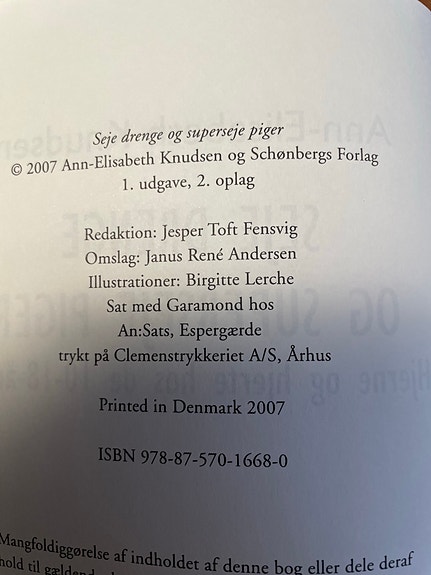 Seje drenge og superseje piger
© 2007 Ann-Elisabeth Knudsen og Schønbergs Forlag
1. udgave, 2. oplag
Redaktion: Jesper Toft Fensvig
Omslag: Janus René Andersen
Illustrationer: Birgitte Lerche
Sat med Garamond hos
An:Sats, Espergærde
trykt på Clemenstrykkeriet A/S, Århus
Printed in Denmark 2007
ISBN 978-87-570-1668-0
Mangfoldiggørelse af indholdet af denne bog eller dele deraf
hold til